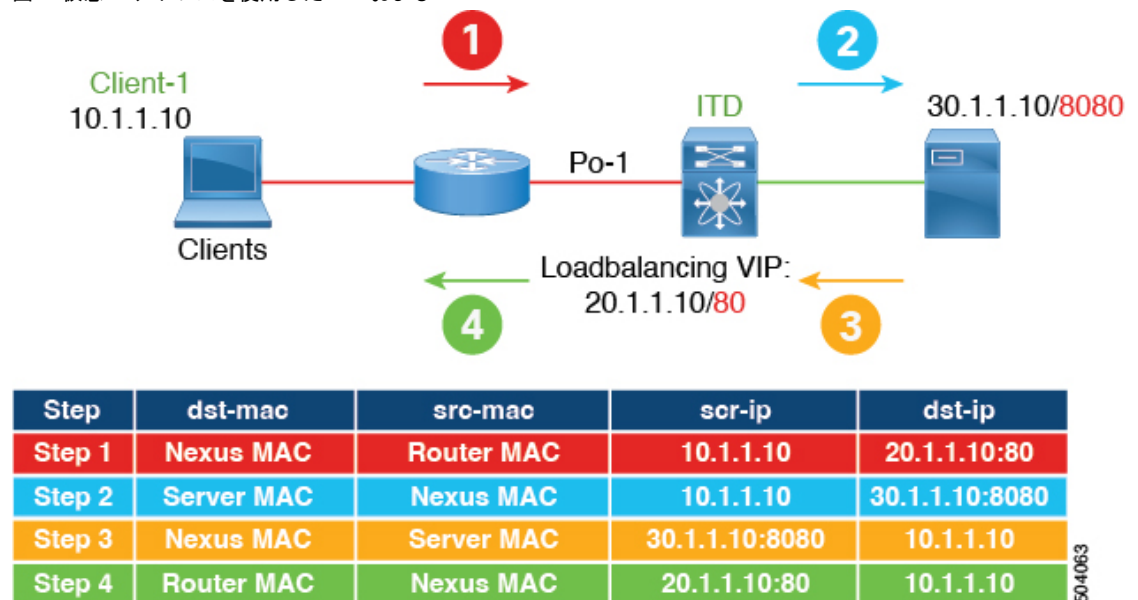 1
2
Client-1
10.1.1.10
ITD
30.1.1.10/8080
Po-1
Clients
Loadbalancing VIP:
20.1.1.10/80
4
3
Step dst-mac src-mac scr-ip dst-ip
Step 1 Nexus MAC Router MAC 10.1.1.10 20.1.1.10:80
Step 2 Server MAC Nexus MAC 10.1.1.10 30.1.1.10:8080
Step 3 Nexus MAC Server MAC 30.1.1.10:8080 10.1.1.10
Step 4 Router MAC Nexus MAC 20.1.1.10:80 10.1.1.10
504063